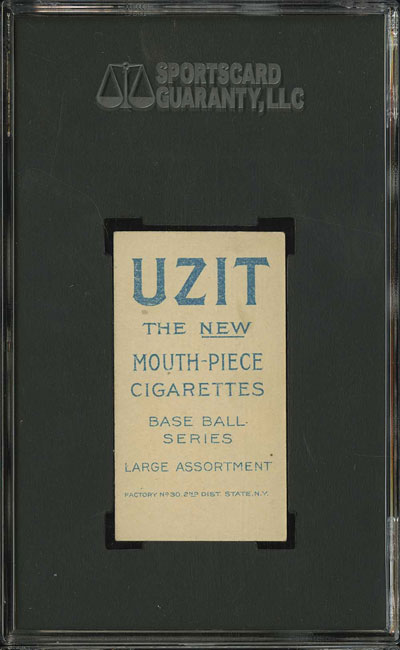 SPORTSCARD
GUARANTY, LLC
UZIT
THE NEW
MOUTH-PIECE
CIGARETTES
BASE BALL
SERIES
LARGE ASSORTMENT
FACTORY Nº 30, 2ND DIST. STATE, N.Y.